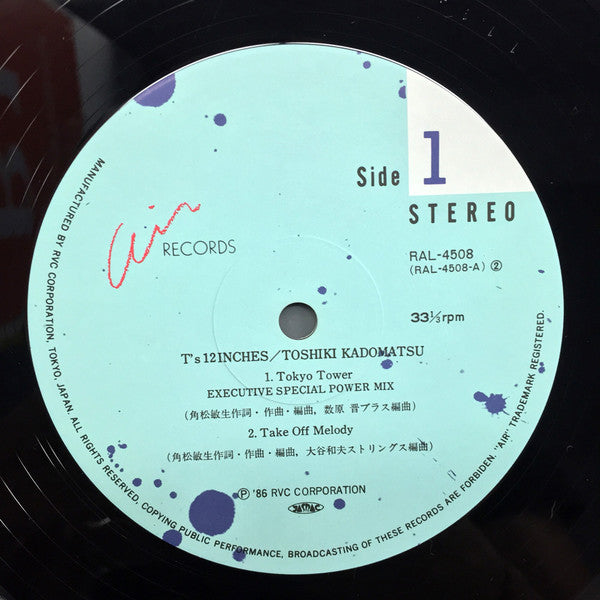 Side 1
STEREO
Air RECORDS
RAL-4508
(RAL-4508-A) ②
33⅓rpm
T's 12INCHES／TOSHIKI KADOMATSU
1. Tokyo Tower
EXECUTIVE SPECIAL POWER MIX
(角松敏生作詞・作曲・編曲, 数原 晋ブラス編曲)
2. Take Off Melody
(角松敏生作詞・作曲・編曲, 大谷和夫ストリングス編曲)
Ⓟ '86 RVC CORPORATION
JASRAC
MANUFACTURED BY RVC CORPORATION, TOKYO, JAPAN. ALL RIGHTS RESERVED, COPYING PUBLIC PERFORMANCE, BROADCASTING OF THESE RECORDS ARE FORBIDDEN. "AIR" TRADEMARK REGISTERED.